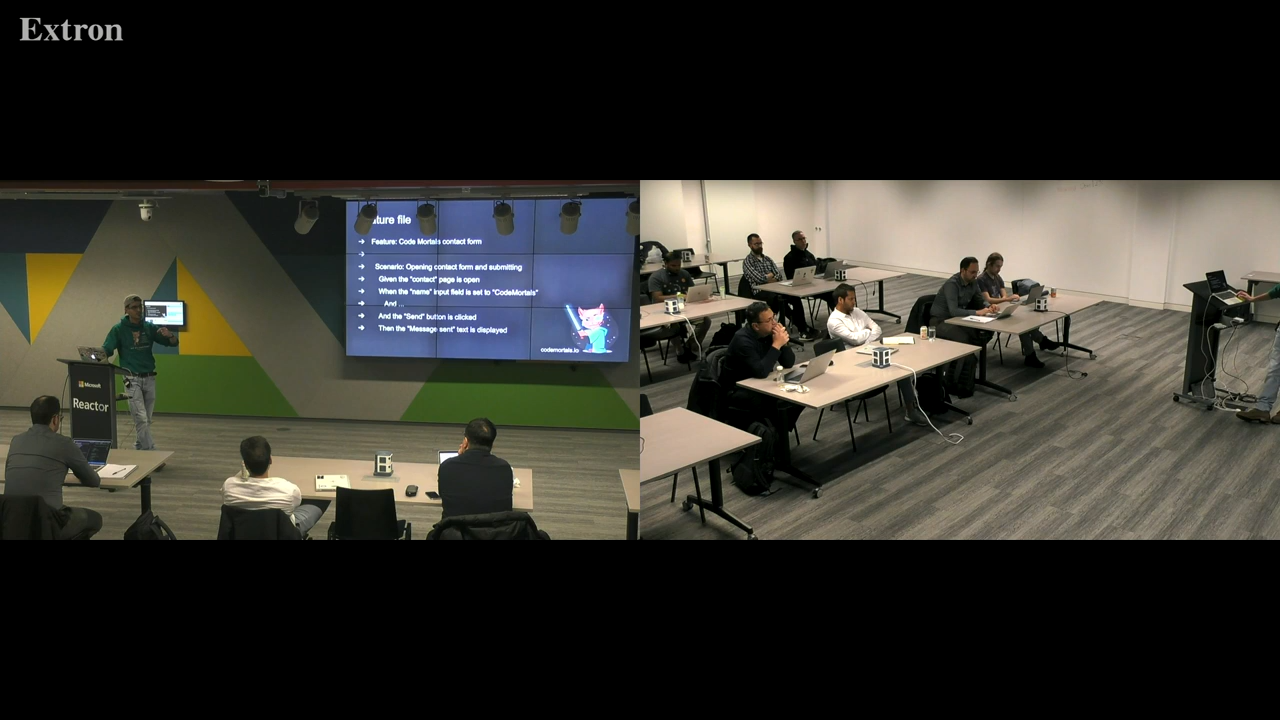 Extron
ture file
Feature: Code Mortals contact form
Scenario: Opening contact form and submitting
Given the "contact" page is open
When the "name" input field is set to "CodeMortals"
And ...
And the "Send" button is clicked
Then the "Message sent" text is displayed
codemortals.io
Microsoft
Reactor